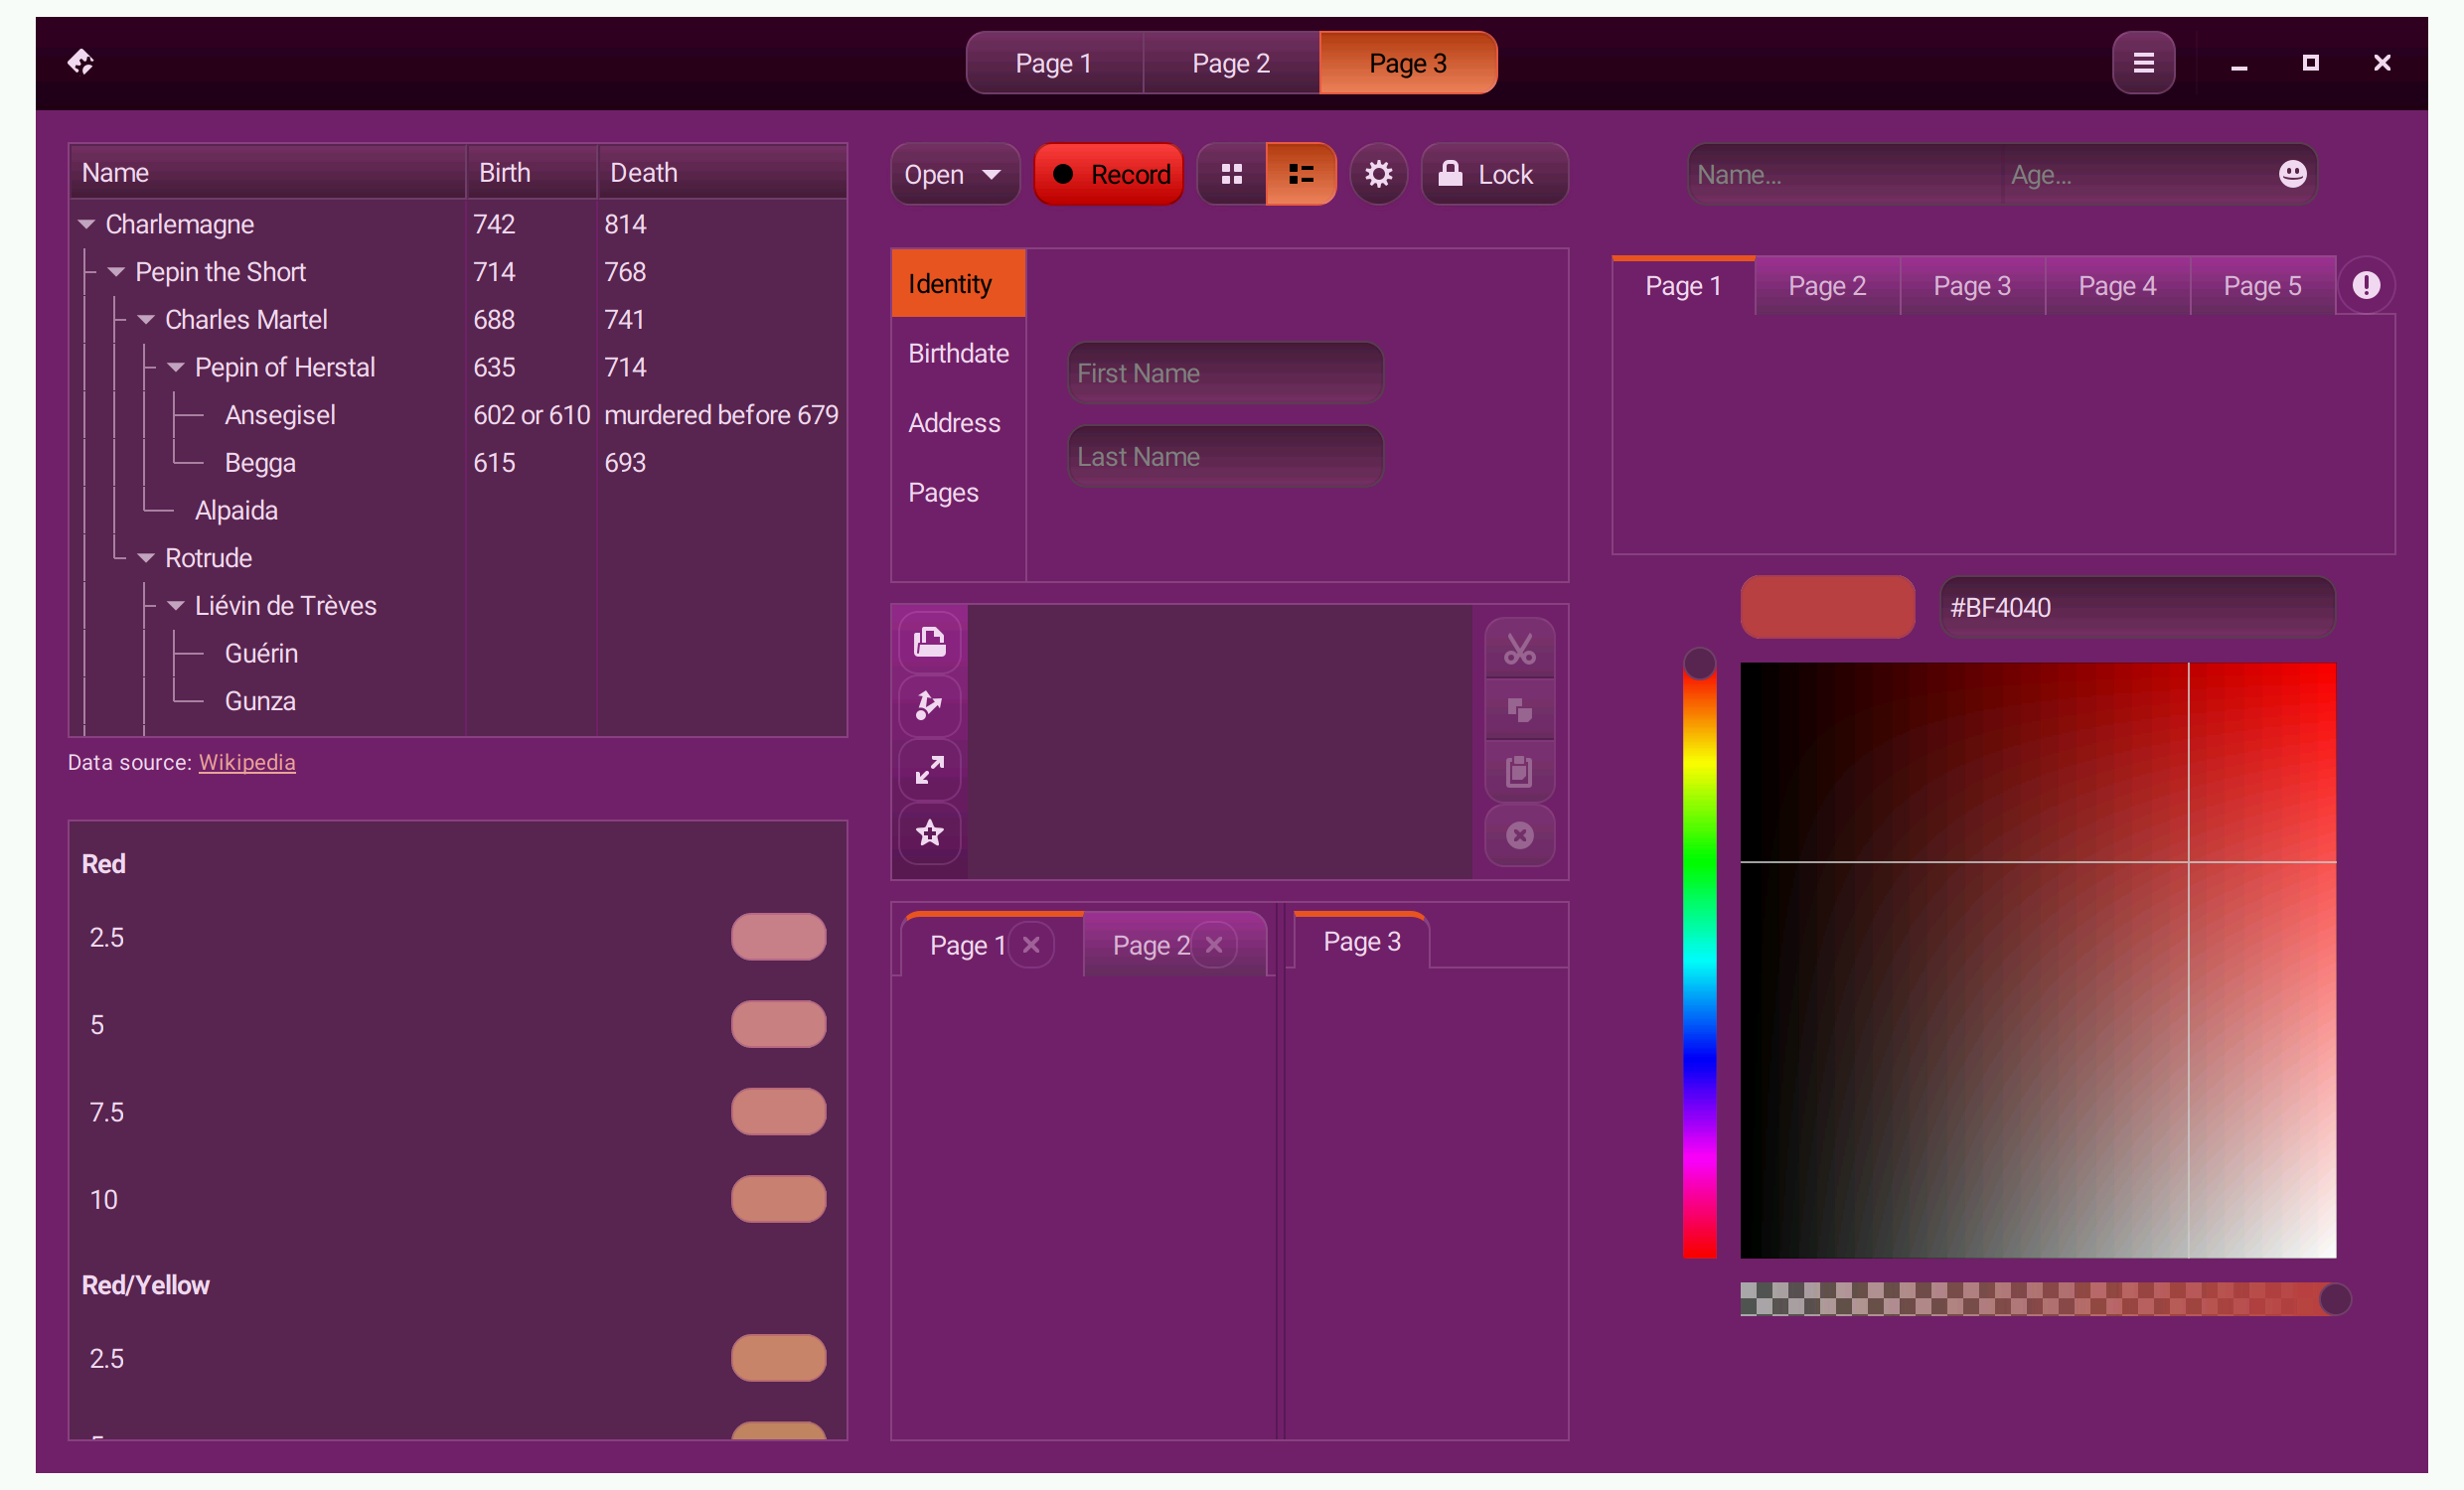 Page 1 Page 2 Page 3
Name Birth Death
Charlemagne 742 814
Pepin the Short 714 768
Charles Martel 688 741
Pepin of Herstal 635 714
Ansegisel 602 or 610 murdered before 679
Begga 615 693
Alpaida
Rotrude
Liévin de Trèves
Guérin
Gunza
Data source: Wikipedia
Red
2.5
5
7.5
10
Red/Yellow
2.5
Open Record Lock
Identity
Birthdate
Address
Pages
First Name
Last Name
Page 1 Page 2 Page 3
Name... Age...
Page 1 Page 2 Page 3 Page 4 Page 5
#BF4040